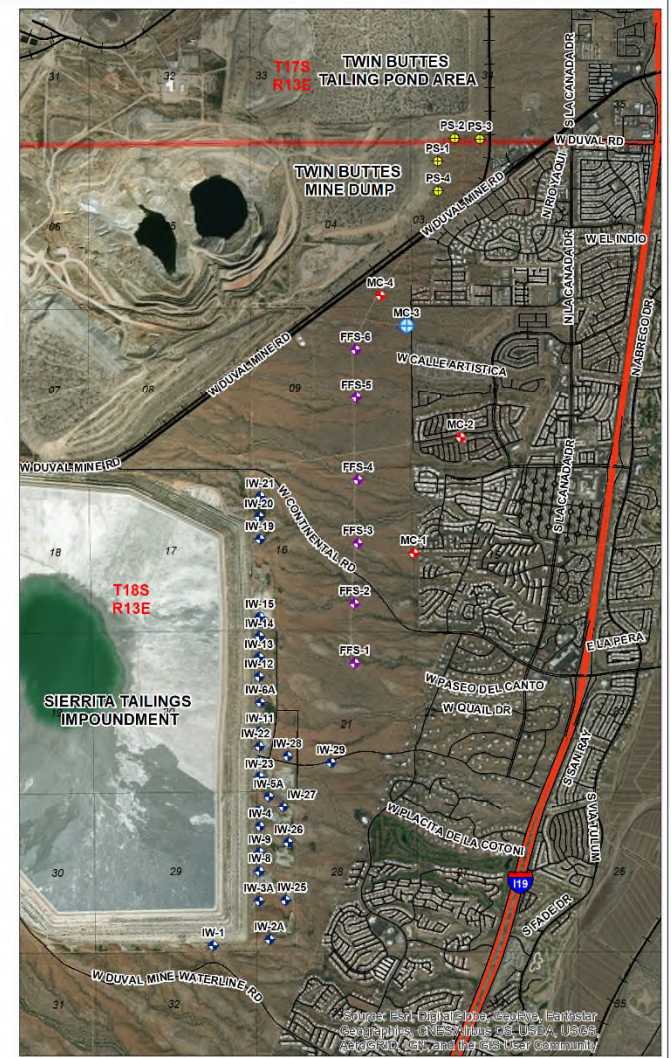 TWIN BUTTES
TAILING POND AREA
T17S
R13E
31
32
33
34
35
S LA CANADA DR
PS-2 PS-3
W DUVAL RD
PS-1
TWIN BUTTES
MINE DUMP
PS-4
N RIO YAQUI
W DUVAL MINE RD
06
05
04
03
W EL INDIO
N LA CANADA DR
N ABREGO DR
MC-4
MC-3
FFS-6
W DUVAL MINE RD
W CALLE ARTISTICA
07
08
09
FFS-5
MC-2
W DUVAL MINE RD
FFS-4
S LA CANADA DR
IW-21
IW-20
IW-19
W CONTINENTAL RD
FFS-3
MC-1
18
17
16
T18S
R13E
FFS-2
IW-15
IW-14
IW-13
IW-12
E LA PERA
FFS-1
IW-6A
W PASEO DEL CANTO
SIERRITA TAILINGS
IMPOUNDMENT
20
W QUAIL DR
23
IW-11
IW-22
21
IW-28
IW-29
S SAN RAY
IW-23
IW-5A
IW-27
S VIA TULUM
IW-4
W PLACITA DE LA COTONI
IW-26
IW-9
IW-8
30
29
28
27
26
I19
IW-3A
IW-25
S FADE DR
IW-1
IW-2A
W DUVAL MINE WATERLINE RD
31
32
35
Source: Esri, DigitalGlobe, GeoEye, Earthstar
Geographics, CNES/Airbus DS, USDA, USGS,
AeroGRID, IGN, and the GIS User Community